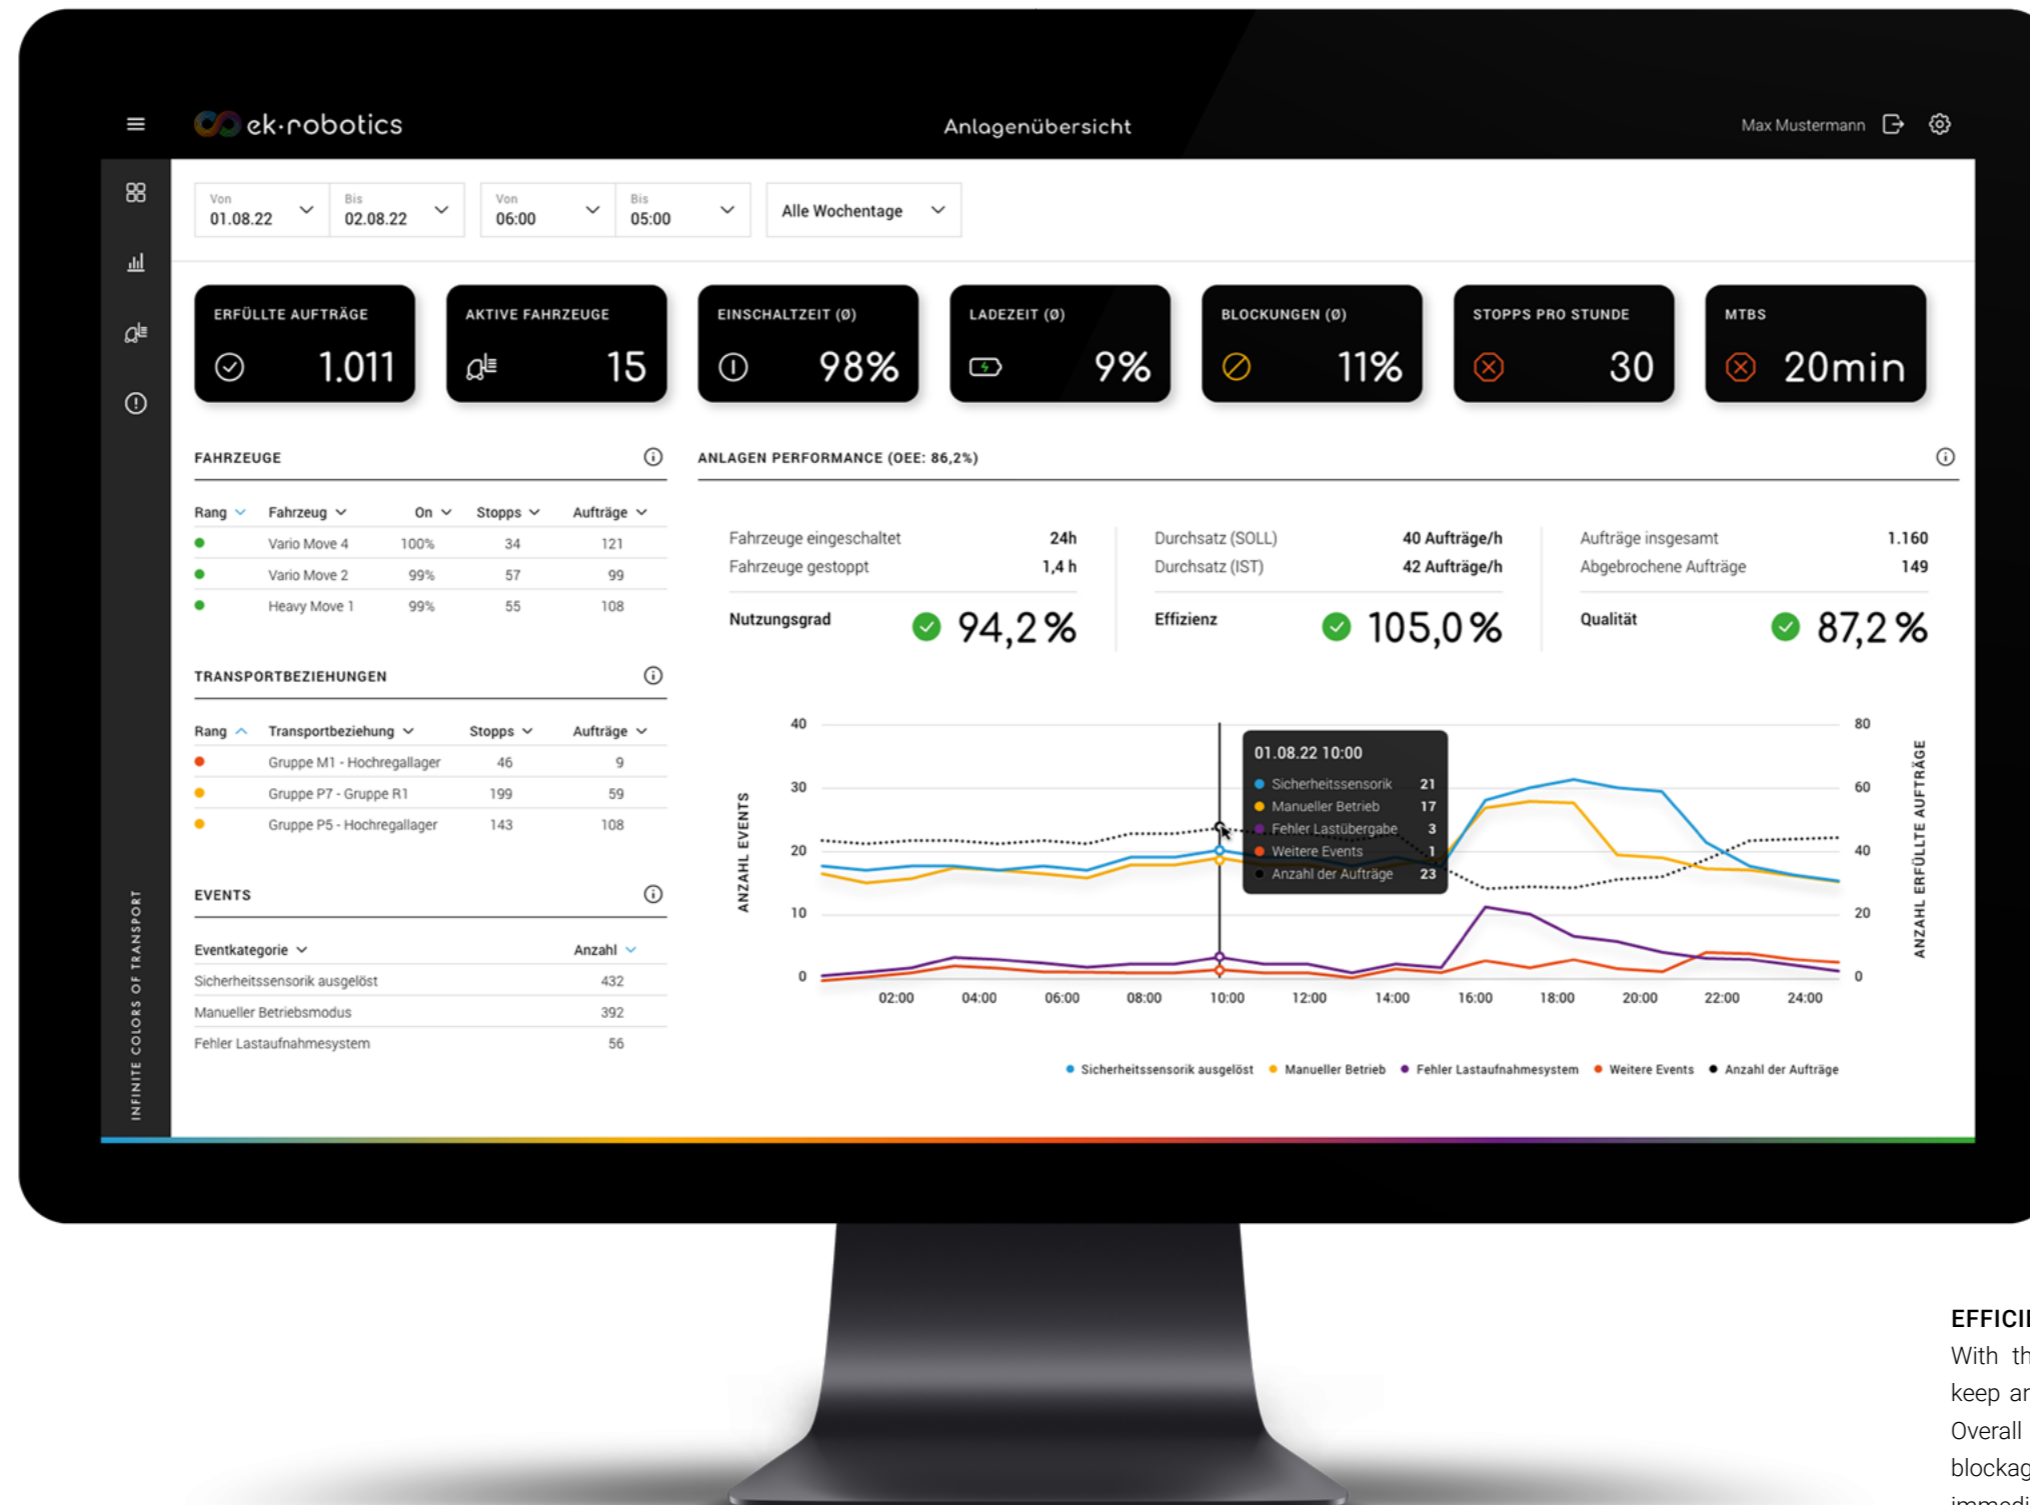 ek·robotics
Anlagenübersicht
Max Mustermann
Von
01.08.22
Bis
02.08.22
Von
06:00
Bis
05:00
Alle Wochentage
ERFÜLLTE AUFTRÄGE
1.011
AKTIVE FAHRZEUGE
15
EINSCHALTZEIT (Ø)
98%
LADEZEIT (Ø)
9%
BLOCKUNGEN (Ø)
11%
STOPPS PRO STUNDE
30
MTBS
20min
FAHRZEUGE
Rang Fahrzeug On Stopps Aufträge
Vario Move 4 100% 34 121
Vario Move 2 99% 57 99
Heavy Move 1 99% 55 108
TRANSPORTBEZIEHUNGEN
Rang Transportbeziehung Stopps Aufträge
Gruppe M1 - Hochregallager 46 9
Gruppe P7 - Gruppe R1 199 59
Gruppe P5 - Hochregallager 143 108
EVENTS
Eventkategorie Anzahl
Sicherheitssensorik ausgelöst 432
Manueller Betriebsmodus 392
Fehler Lastaufnahmesystem 56
INFINITE COLORS OF TRANSPORT
ANLAGEN PERFORMANCE (OEE: 86,2%)
Fahrzeuge eingeschaltet 24h
Fahrzeuge gestoppt 1,4 h
Nutzungsgrad 94,2%
Durchsatz (SOLL) 40 Aufträge/h
Durchsatz (IST) 42 Aufträge/h
Effizienz 105,0%
Aufträge insgesamt 1.160
Abgebrochene Aufträge 149
Qualität 87,2%
ANZAHL EVENTS
40
30
20
10
0
01.08.22 10:00
Sicherheitssensorik 21
Manueller Betrieb 17
Fehler Lastübergabe 3
Weitere Events 1
Anzahl der Aufträge 23
80
60
40
20
0
ANZAHL ERFÜLLTE AUFTRÄGE
02:00 04:00 06:00 08:00 10:00 12:00 14:00 16:00 18:00 20:00 22:00 24:00
Sicherheitssensorik ausgelöst Manueller Betrieb Fehler Lastaufnahmesystem Weitere Events Anzahl der Aufträge
With
keep
Overall